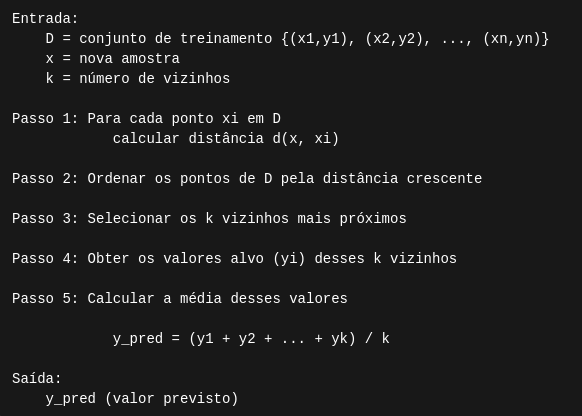 Entrada:
    D = conjunto de treinamento {(x1,y1), (x2,y2), ..., (xn,yn)}
    x = nova amostra
    k = número de vizinhos

Passo 1: Para cada ponto xi em D
            calcular distância d(x, xi)

Passo 2: Ordenar os pontos de D pela distância crescente

Passo 3: Selecionar os k vizinhos mais próximos

Passo 4: Obter os valores alvo (yi) desses k vizinhos

Passo 5: Calcular a média desses valores

            y_pred = (y1 + y2 + ... + yk) / k

Saída:
    y_pred (valor previsto)